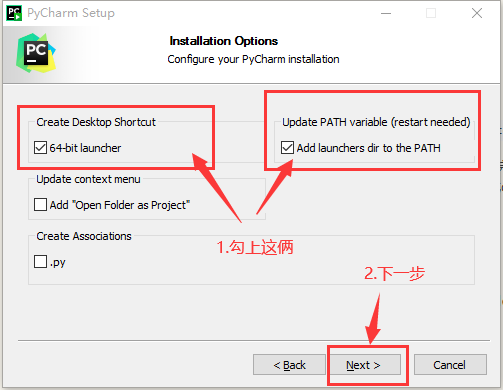 PyCharm Setup
PC
Installation Options
Configure your PyCharm installation
Create Desktop Shortcut
64-bit launcher
Update PATH variable (restart needed)
Add launchers dir to the PATH
Update context menu
Add "Open Folder as Project"
1.勾上这俩
Create Associations
.py
2.下一步
< Back
Next >
Cancel